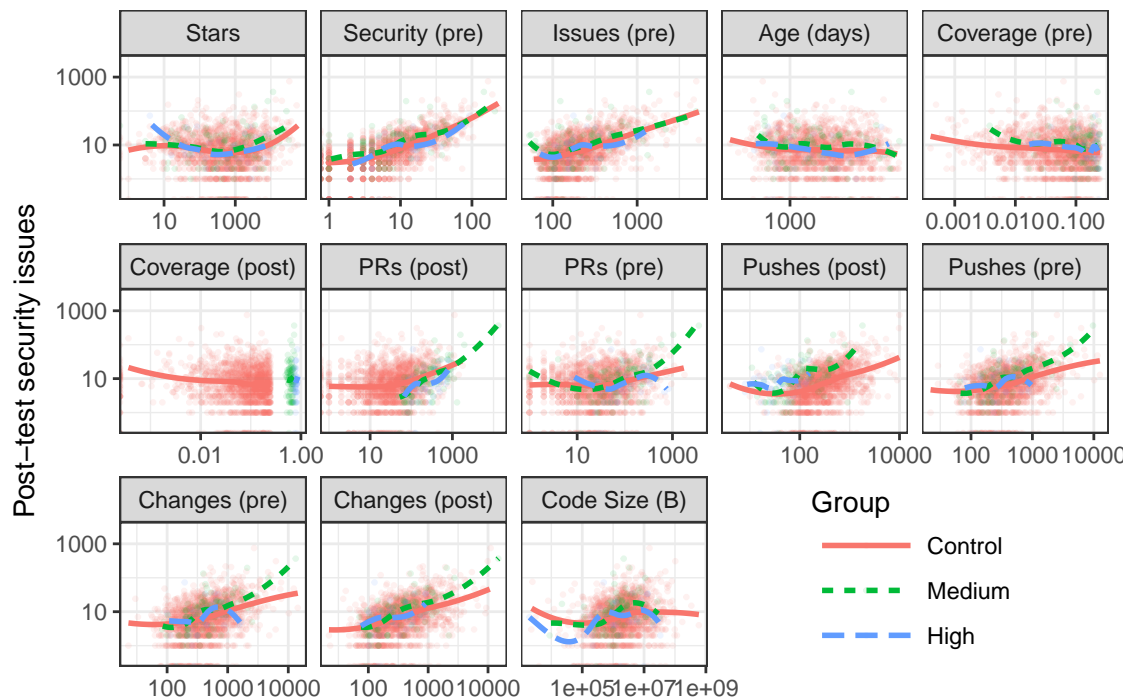 Stars
Security (pre)
Issues (pre)
Age (days)
Coverage (pre)
1000
10
10 1000
1 10 100
100 1000
1000
0.001 0.010 0.100
Post−test security issues
Coverage (post)
PRs (post)
PRs (pre)
Pushes (post)
Pushes (pre)
1000
10
0.01 1.00
10 1000
10 1000
100 10000
100 1000 10000
Changes (pre)
Changes (post)
Code Size (B)
1000
10
100 1000 10000
100 1000 10000
1e+05 1e+07 1e+09
Group
Control
Medium
High